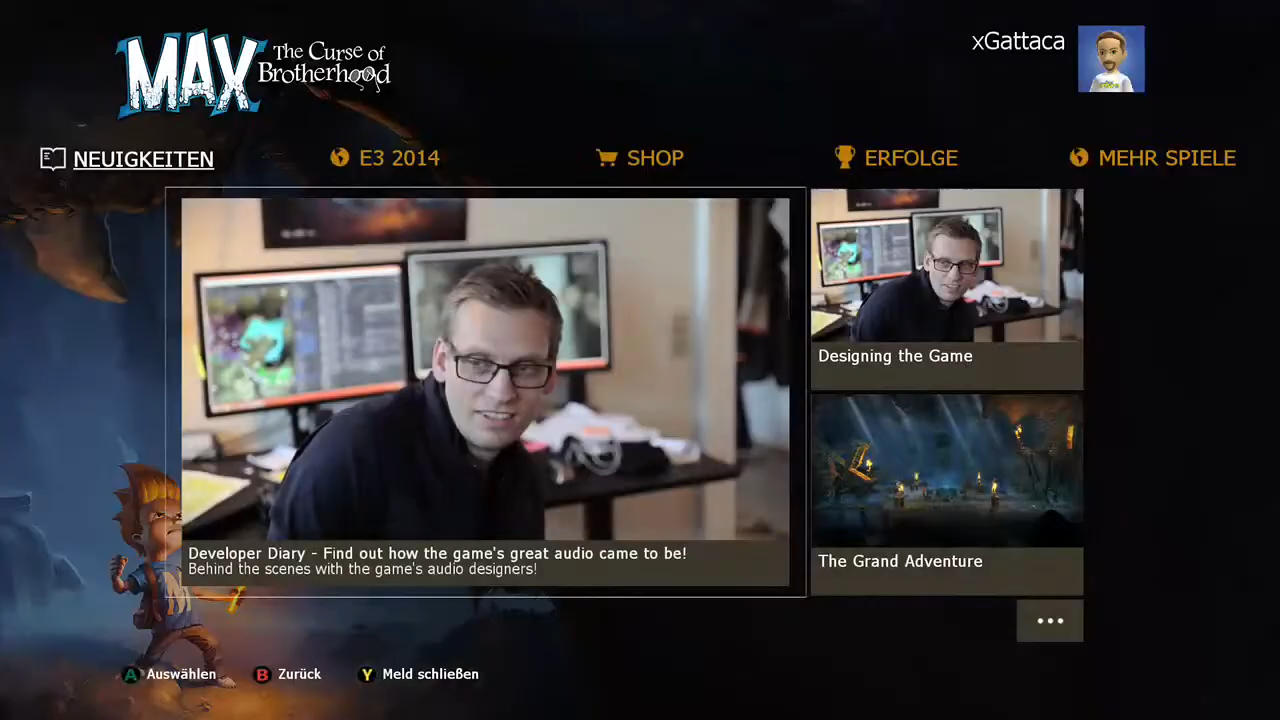 MAX The Curse of Brotherhood
xGattaca
NEUIGKEITEN
E3 2014
SHOP
ERFOLGE
MEHR SPIELE
Developer Diary - Find out how the game's great audio came to be!
Behind the scenes with the game's audio designers!
Designing the Game
The Grand Adventure
...
A Auswählen
B Zurück
Y Meld schließen